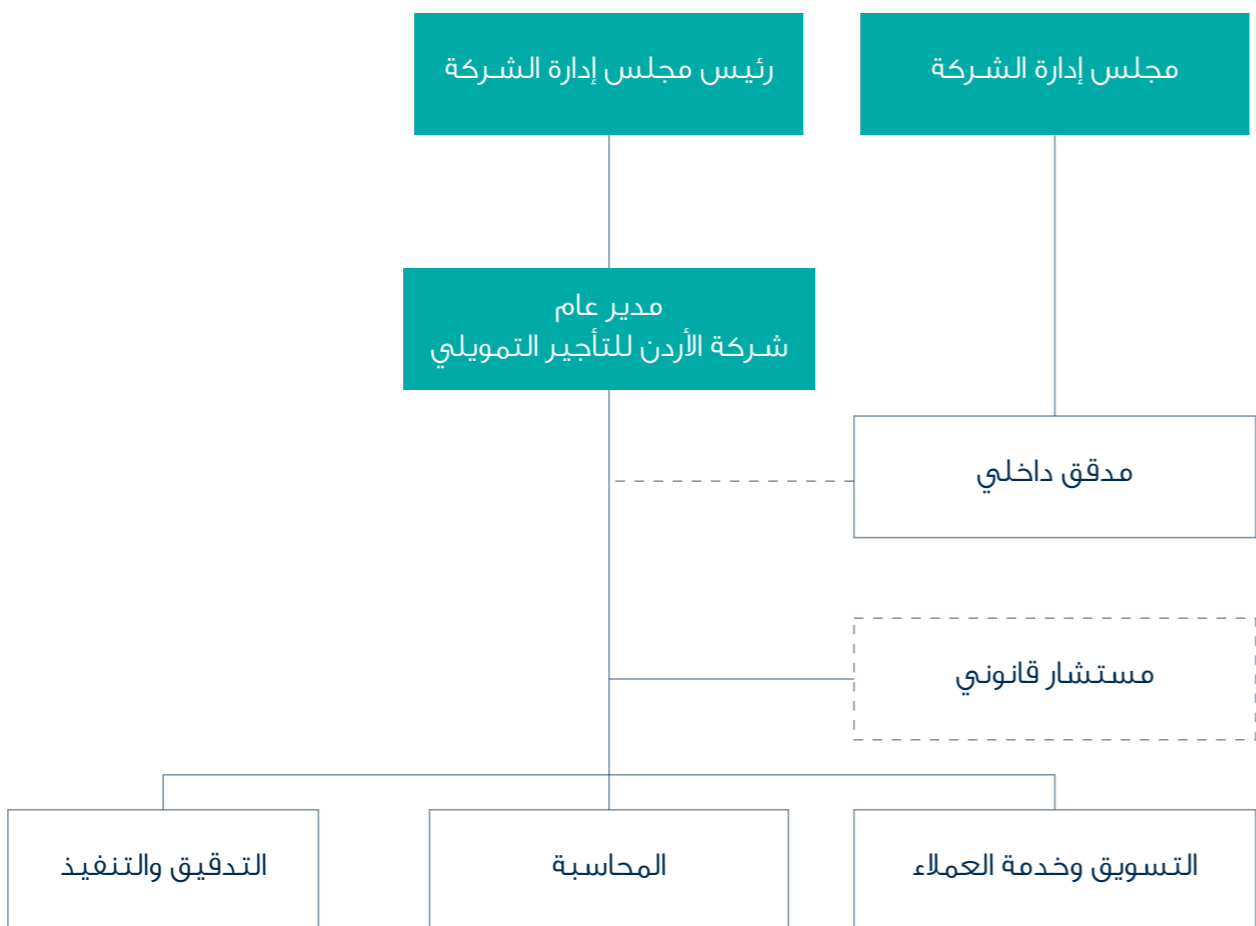 مجلس إدارة الشركة
رئيس مجلس إدارة الشركة
مدير عام
شركة الأردن للتأجير التمويلي
مدقق داخلي
مستشار قانوني
التسويق وخدمة العملاء
المحاسبة
التدقيق والتنفيذ